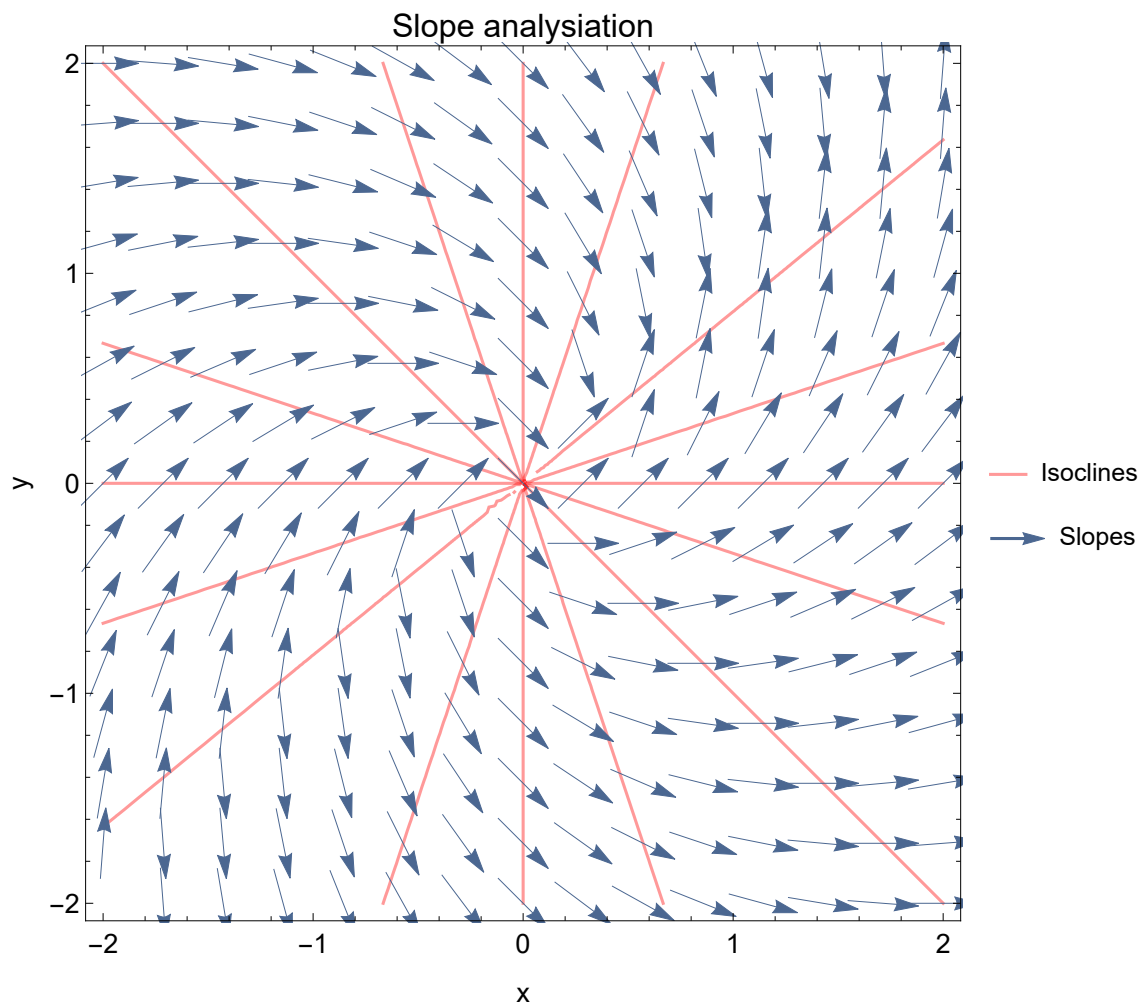 Slope analysiation
2
1
0
−1
−2
y
−2 −1 0 1 2
x
Isoclines
Slopes